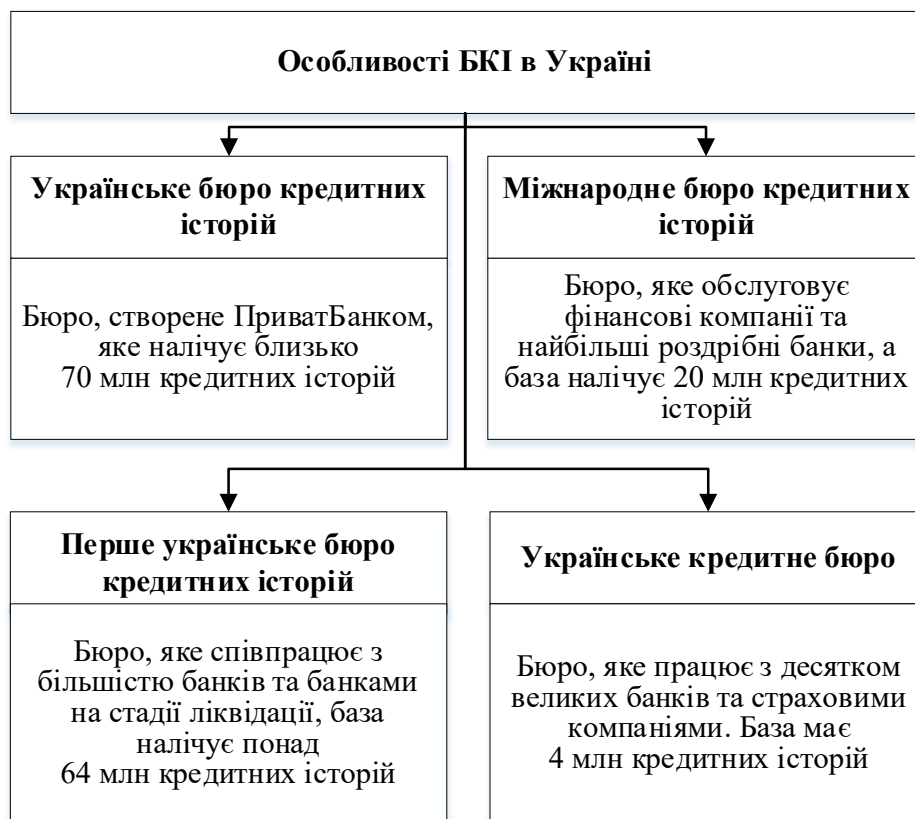 Особливості БКІ в Україні
Українське бюро кредитних
історій
Бюро, створене ПриватБанком,
яке налічує близько
70 млн кредитних історій
Міжнародне бюро кредитних
історій
Бюро, яке обслуговує
фінансові компанії та
найбільші роздрібні банки, а
база налічує 20 млн кредитних
історій
Перше українське бюро
кредитних історій
Бюро, яке співпрацює з
більшістю банків та банками
на стадії ліквідації, база
налічує понад
64 млн кредитних історій
Українське кредитне бюро
Бюро, яке працює з десятком
великих банків та страховими
компаніями. База має
4 млн кредитних історій